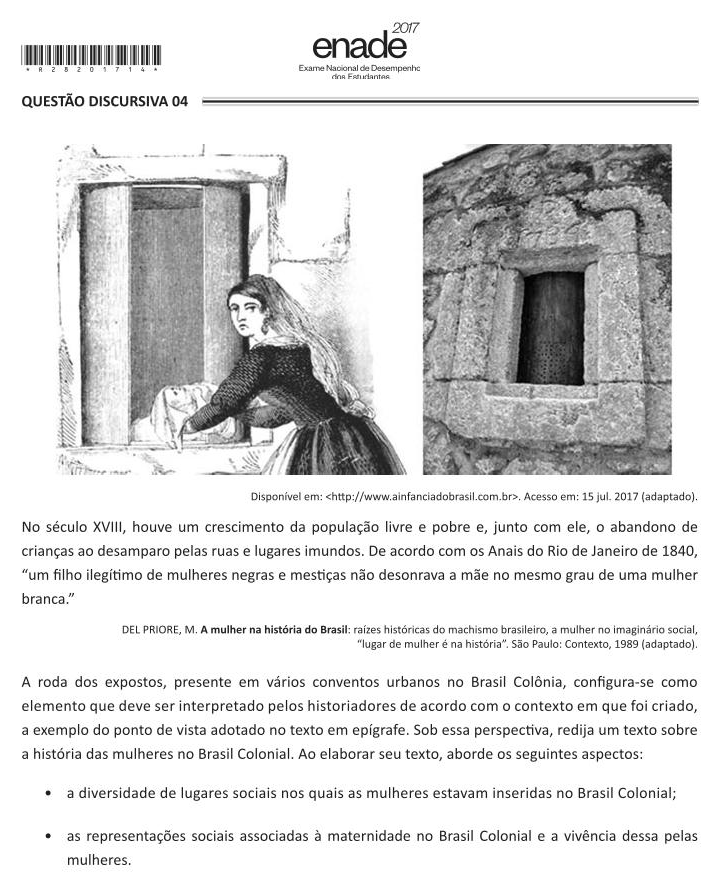 2017
enade
Exame Nacional de Desempenho
dos Estudantes
*R2820171 4*
QUESTÃO DISCURSIVA 04
Disponível em: <http://www.ainfanciadobrasil.com.br>. Acesso em: 15 jul. 2017 (adaptado).
No século XVIII, houve um crescimento da população livre e pobre e, junto com ele, o abandono de
crianças ao desamparo pelas ruas e lugares imundos. De acordo com os Anais do Rio de Janeiro de 1840,
“um filho ilegítimo de mulheres negras e mestiças não desonrava a mãe no mesmo grau de uma mulher
branca.”
DEL PRIORE, M. A mulher na história do Brasil: raízes históricas do machismo brasileiro, a mulher no imaginário social,
“lugar de mulher é na história”. São Paulo: Contexto, 1989 (adaptado).
A roda dos expostos, presente em vários conventos urbanos no Brasil Colônia, configura-se como
elemento que deve ser interpretado pelos historiadores de acordo com o contexto em que foi criado,
a exemplo do ponto de vista adotado no texto em epígrafe. Sob essa perspectiva, redija um texto sobre
a história das mulheres no Brasil Colonial. Ao elaborar seu texto, aborde os seguintes aspectos:
• a diversidade de lugares sociais nos quais as mulheres estavam inseridas no Brasil Colonial;
• as representações sociais associadas à maternidade no Brasil Colonial e a vivência dessa pelas
mulheres.